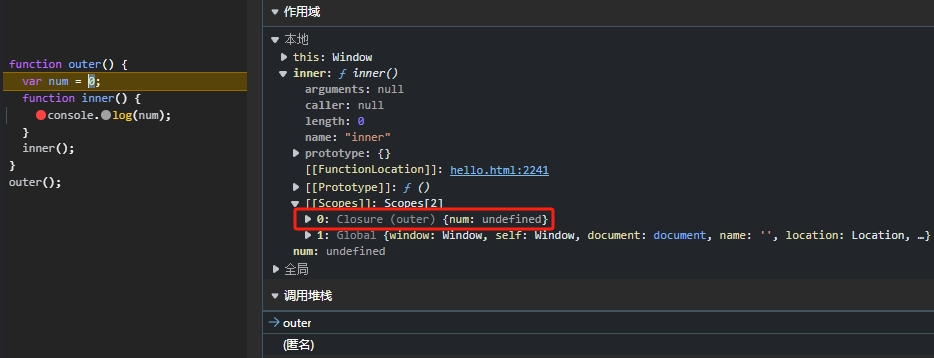 function outer() {
var num = 0;
function inner() {
console.log(num);
}
inner();
}
outer();
作用域
本地
this: Window
inner: ƒ inner()
arguments: null
caller: null
length: 0
name: "inner"
prototype: {}
[[FunctionLocation]]: hello.html:2241
[[Prototype]]: ƒ ()
[[Scopes]]: Scopes[2]
0: Closure (outer) {num: undefined}
1: Global {window: Window, self: Window, document: document, name: '', location: Location, …}
num: undefined
全局
调用堆栈
outer
(匿名)